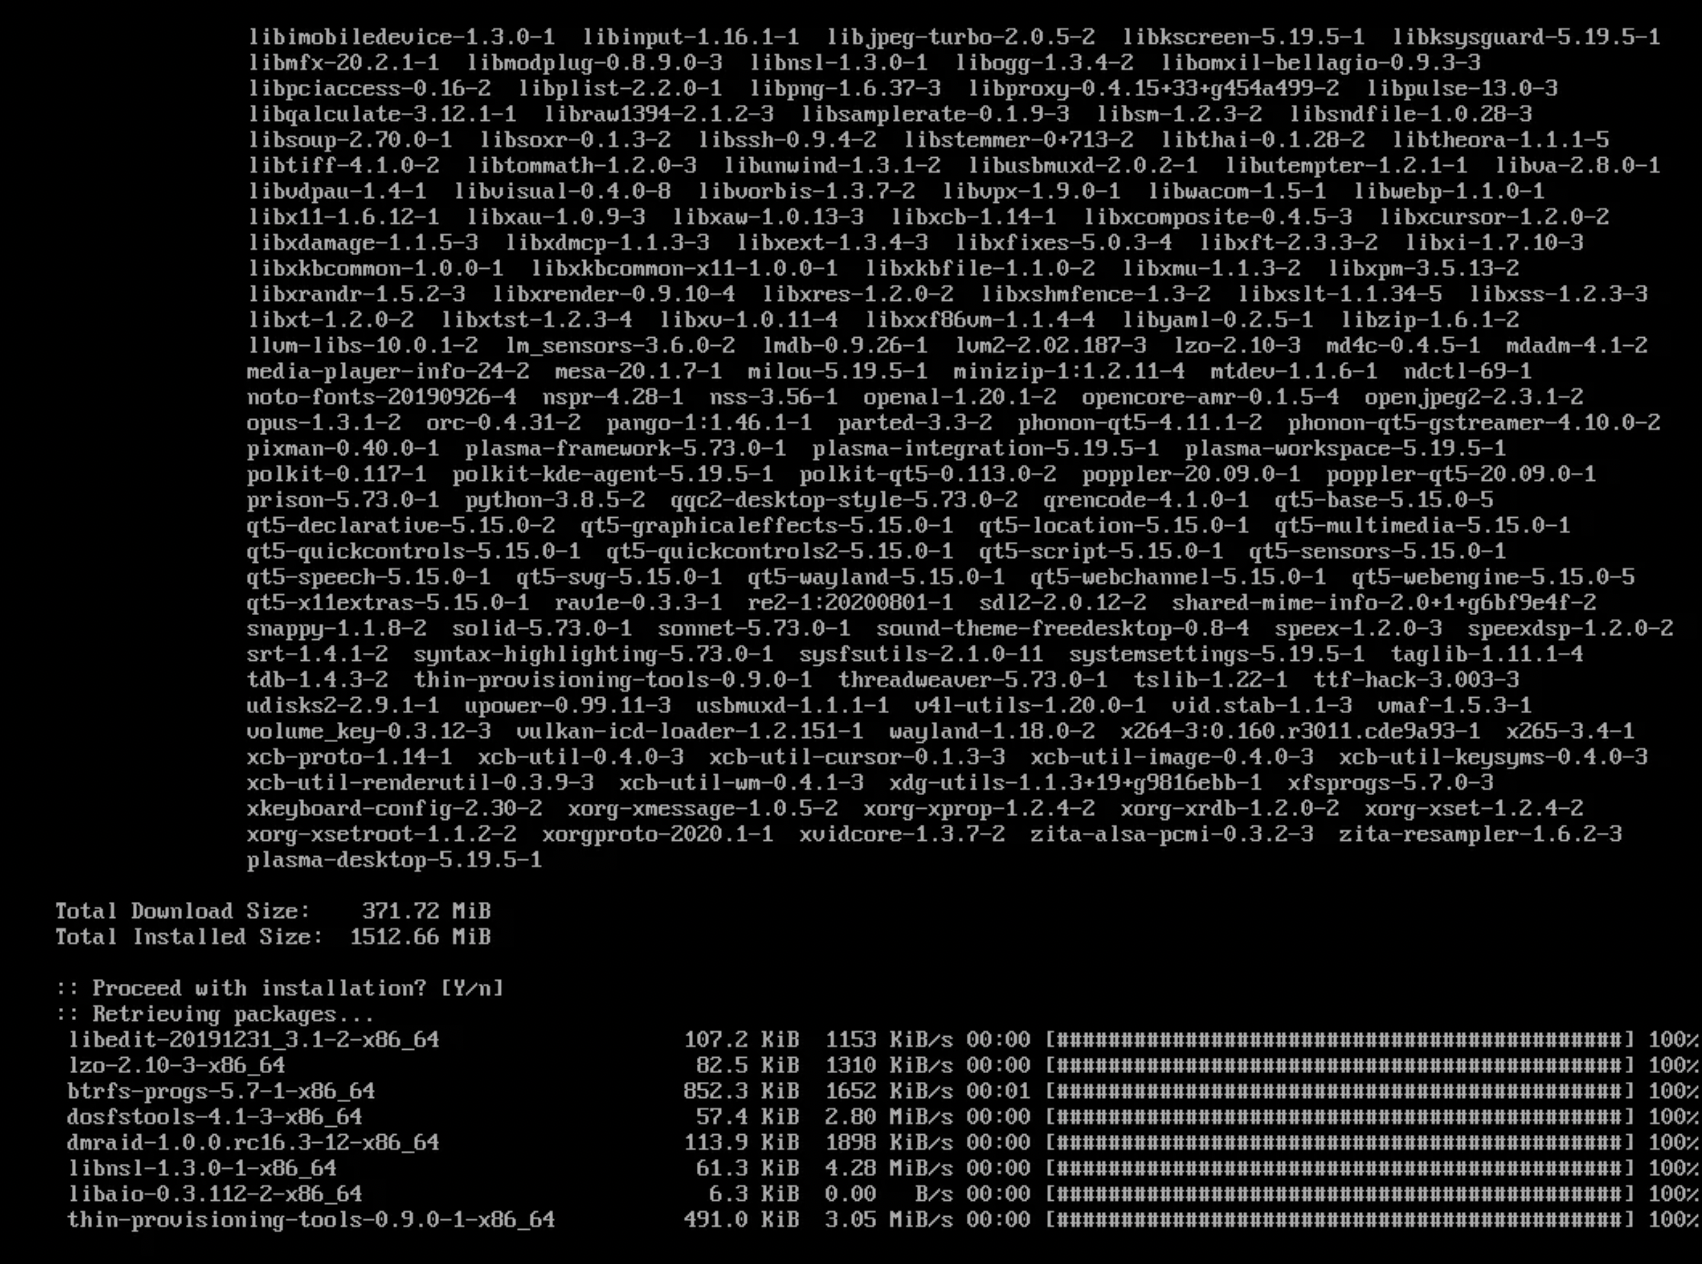 libimobiledevice-1.3.0-1  libinput-1.16.1-1  libjpeg-turbo-2.0.5-2  libkscreen-5.19.5-1  libksysguard-5.19.5-1
libmfx-20.2.1-1  libmodplug-0.8.9.0-3  libnsl-1.3.0-1  libogg-1.3.4-2  libomxil-bellagio-0.9.3-3
libpciaccess-0.16-2  libplist-2.2.0-1  libpng-1.6.37-3  libproxy-0.4.15+33+g454a499-2  libpulse-13.0-3
libqalculate-3.12.1-1  libraw1394-2.1.2-3  libsamplerate-0.1.9-3  libsm-1.2.3-2  libsndfile-1.0.28-3
libsoup-2.70.0-1  libsoxr-0.1.3-2  libssh-0.9.4-2  libstemmer-0+713-2  libthai-0.1.28-2  libtheora-1.1.1-5
libtiff-4.1.0-2  libtommath-1.2.0-3  libunwind-1.3.1-2  libusbmuxd-2.0.2-1  libutempter-1.2.1-1  libva-2.8.0-1
libvdpau-1.4-1  libvisual-0.4.0-8  libvorbis-1.3.7-2  libvpx-1.9.0-1  libwacom-1.5-1  libwebp-1.1.0-1
libx11-1.6.12-1  libxau-1.0.9-3  libxaw-1.0.13-3  libxcb-1.14-1  libxcomposite-0.4.5-3  libxcursor-1.2.0-2
libxdamage-1.1.5-3  libxdmcp-1.1.3-3  libxext-1.3.4-3  libxfixes-5.0.3-4  libxft-2.3.3-2  libxi-1.7.10-3
libxkbcommon-1.0.0-1  libxkbcommon-x11-1.0.0-1  libxkbfile-1.1.0-2  libxmu-1.1.3-2  libxpm-3.5.13-2
libxrandr-1.5.2-3  libxrender-0.9.10-4  libxres-1.2.0-2  libxshmfence-1.3-2  libxslt-1.1.34-5  libxss-1.2.3-3
libxt-1.2.0-2  libxtst-1.2.3-4  libxv-1.0.11-4  libxxf86vm-1.1.4-4  libyaml-0.2.5-1  libzip-1.6.1-2
llvm-libs-10.0.1-2  lm_sensors-3.6.0-2  lmdb-0.9.26-1  lvm2-2.02.187-3  lzo-2.10-3  md4c-0.4.5-1  mdadm-4.1-2
media-player-info-24-2  mesa-20.1.7-1  milou-5.19.5-1  minizip-1:1.2.11-4  mtdev-1.1.6-1  ndctl-69-1
noto-fonts-20190926-4  nspr-4.28-1  nss-3.56-1  openal-1.20.1-2  opencore-amr-0.1.5-4  openjpeg2-2.3.1-2
opus-1.3.1-2  orc-0.4.31-2  pango-1:1.46.1-1  parted-3.3-2  phonon-qt5-4.11.1-2  phonon-qt5-gstreamer-4.10.0-2
pixman-0.40.0-1  plasma-framework-5.73.0-1  plasma-integration-5.19.5-1  plasma-workspace-5.19.5-1
polkit-0.117-1  polkit-kde-agent-5.19.5-1  polkit-qt5-0.113.0-2  poppler-20.09.0-1  poppler-qt5-20.09.0-1
prison-5.73.0-1  python-3.8.5-2  qqc2-desktop-style-5.73.0-2  qrencode-4.1.0-1  qt5-base-5.15.0-5
qt5-declarative-5.15.0-2  qt5-graphicaleffects-5.15.0-1  qt5-location-5.15.0-1  qt5-multimedia-5.15.0-1
qt5-quickcontrols-5.15.0-1  qt5-quickcontrols2-5.15.0-1  qt5-script-5.15.0-1  qt5-sensors-5.15.0-1
qt5-speech-5.15.0-1  qt5-svg-5.15.0-1  qt5-wayland-5.15.0-1  qt5-webchannel-5.15.0-1  qt5-webengine-5.15.0-5
qt5-x11extras-5.15.0-1  rav1e-0.3.3-1  re2-1:20200801-1  sdl2-2.0.12-2  shared-mime-info-2.0+1+g6bf9e4f-2
snappy-1.1.8-2  solid-5.73.0-1  sonnet-5.73.0-1  sound-theme-freedesktop-0.8-4  speex-1.2.0-3  speexdsp-1.2.0-2
srt-1.4.1-2  syntax-highlighting-5.73.0-1  sysfsutils-2.1.0-11  systemsettings-5.19.5-1  taglib-1.11.1-4
tdb-1.4.3-2  thin-provisioning-tools-0.9.0-1  threadweaver-5.73.0-1  tslib-1.22-1  ttf-hack-3.003-3
udisks2-2.9.1-1  upower-0.99.11-3  usbmuxd-1.1.1-1  v4l-utils-1.20.0-1  vid.stab-1.1-3  vmaf-1.5.3-1
volume_key-0.3.12-3  vulkan-icd-loader-1.2.151-1  wayland-1.18.0-2  x264-3:0.160.r3011.cde9a93-1  x265-3.4-1
xcb-proto-1.14-1  xcb-util-0.4.0-3  xcb-util-cursor-0.1.3-3  xcb-util-image-0.4.0-3  xcb-util-keysyms-0.4.0-3
xcb-util-renderutil-0.3.9-3  xcb-util-wm-0.4.1-3  xdg-utils-1.1.3+19+g9816ebb-1  xfsprogs-5.7.0-3
xkeyboard-config-2.30-2  xorg-xmessage-1.0.5-2  xorg-xprop-1.2.4-2  xorg-xrdb-1.2.0-2  xorg-xset-1.2.4-2
xorg-xsetroot-1.1.2-2  xorgproto-2020.1-1  xvidcore-1.3.7-2  zita-alsa-pcmi-0.3.2-3  zita-resampler-1.6.2-3
plasma-desktop-5.19.5-1
Total Download Size:    371.72 MiB
Total Installed Size:  1512.66 MiB
:: Proceed with installation? [Y/n]
:: Retrieving packages...
libedit-20191231_3.1-2-x86_64  107.2 KiB  1153 KiB/s 00:00 [############################################] 100%
lzo-2.10-3-x86_64  82.5 KiB  1310 KiB/s 00:00 [############################################] 100%
btrfs-progs-5.7-1-x86_64  852.3 KiB  1652 KiB/s 00:01 [############################################] 100%
dosfstools-4.1-3-x86_64  57.4 KiB  2.80 MiB/s 00:00 [############################################] 100%
dmraid-1.0.0.rc16.3-12-x86_64  113.9 KiB  1898 KiB/s 00:00 [############################################] 100%
libnsl-1.3.0-1-x86_64  61.3 KiB  4.28 MiB/s 00:00 [############################################] 100%
libaio-0.3.112-2-x86_64  6.3 KiB  0.00   B/s 00:00 [############################################] 100%
thin-provisioning-tools-0.9.0-1-x86_64  491.0 KiB  3.05 MiB/s 00:00 [############################################] 100%